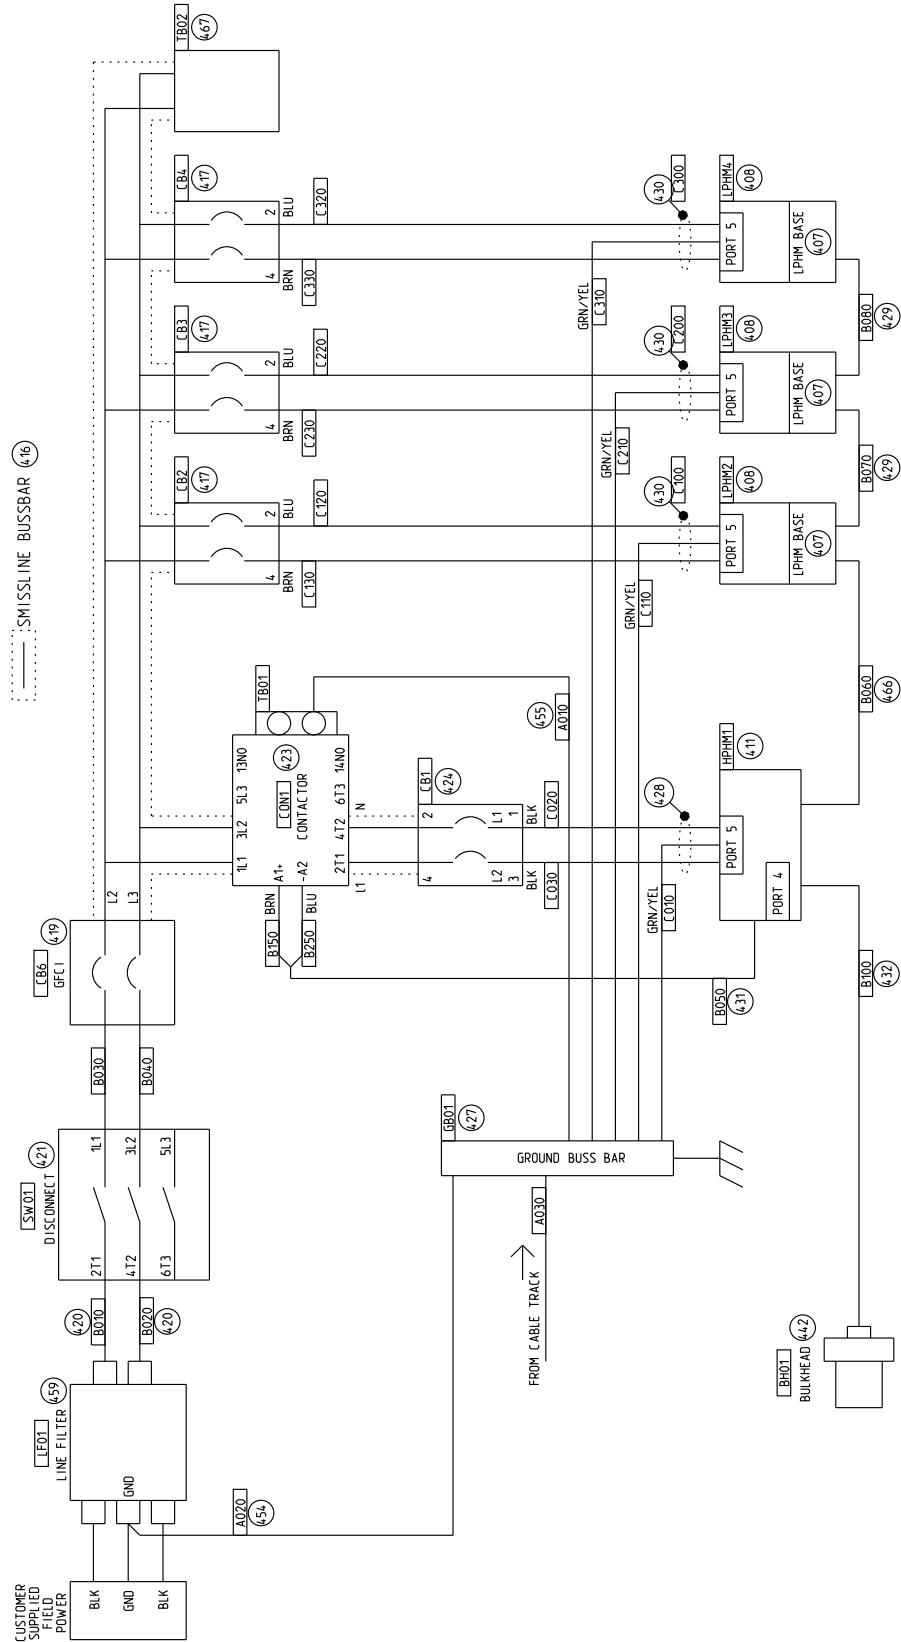 SMISSLINE BUSSBAR
416
CUSTOMER
SUPPLIED
FIELD
POWER
BLK
GND
BLK
LF01
LINE FILTER
459
GND
A020
454
B010
420
B020
420
SW01
DISCONNECT
421
2T1
1L1
4T2
3L2
6T3
5L3
B030
B040
CB6
GFCI
419
L2
L3
1L1
3L2
5L3
13NO
A1+
-A2
CON1
CONTACTOR
423
2T1
4T2
6T3
14NO
L1
N
TB01
BRN
B150
BLU
B250
CB1
424
4
2
L2
L1
3
1
BLK
BLK
C030
C020
455
A010
CB2
417
4
2
BRN
BLU
C130
C120
CB3
417
4
2
BRN
BLU
C230
C220
CB4
417
4
2
BRN
BLU
C330
C320
TB02
467
GB01
427
GROUND BUSS BAR
A030
FROM CABLE TRACK
GRN/YEL
C010
GRN/YEL
C110
GRN/YEL
C210
GRN/YEL
C310
428
430
C100
430
C200
430
C300
HPHM1
411
PORT 5
PORT 4
B050
431
LPHM2
408
PORT 5
LPHM BASE
407
LPHM3
408
PORT 5
LPHM BASE
407
LPHM4
408
PORT 5
LPHM BASE
407
B060
466
B070
429
B080
429
B100
432
BH01
BULKHEAD
442